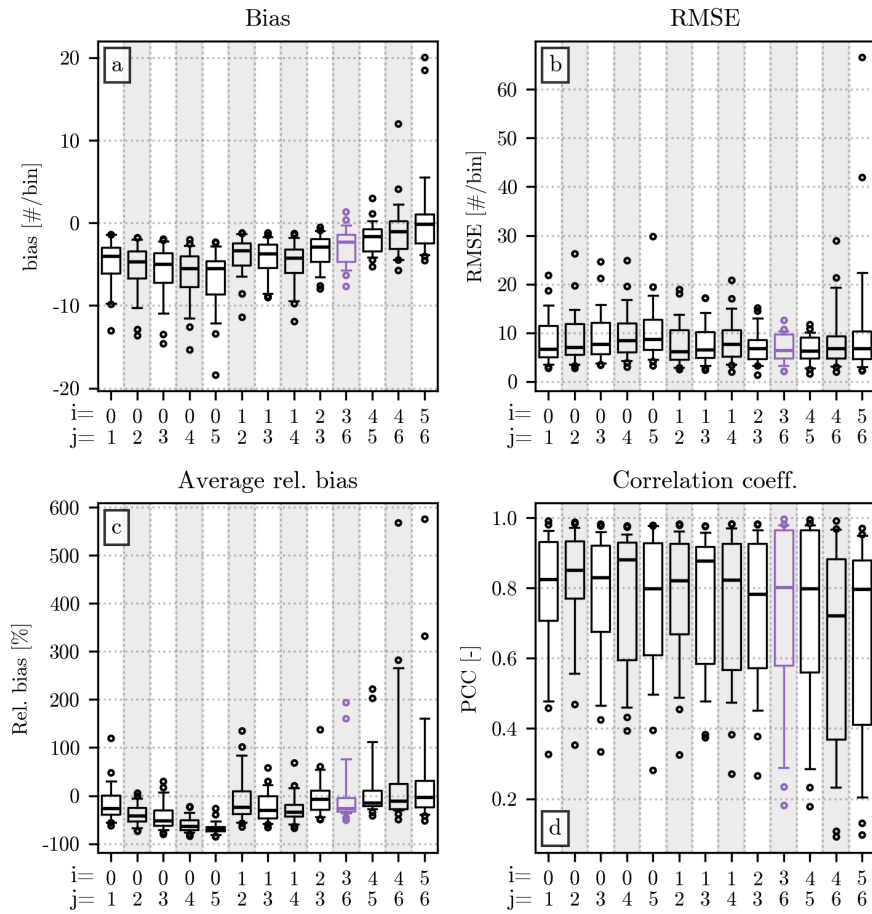 Bias
RMSE
a
b
20
10
0
-10
-20
bias [#/bin]
60
50
40
30
20
10
0
RMSE [#/bin]
i= 0 0 0 0 0 1 1 1 2 3 4 4 5
j= 1 2 3 4 5 2 3 4 3 6 5 6 6
i= 0 0 0 0 0 1 1 1 2 3 4 4 5
j= 1 2 3 4 5 2 3 4 3 6 5 6 6
Average rel. bias
Correlation coeff.
c
d
600
500
400
300
200
100
0
-100
Rel. bias [%]
1.0
0.8
0.6
0.4
0.2
PCC [-]
i= 0 0 0 0 0 1 1 1 2 3 4 4 5
j= 1 2 3 4 5 2 3 4 3 6 5 6 6
i= 0 0 0 0 0 1 1 1 2 3 4 4 5
j= 1 2 3 4 5 2 3 4 3 6 5 6 6